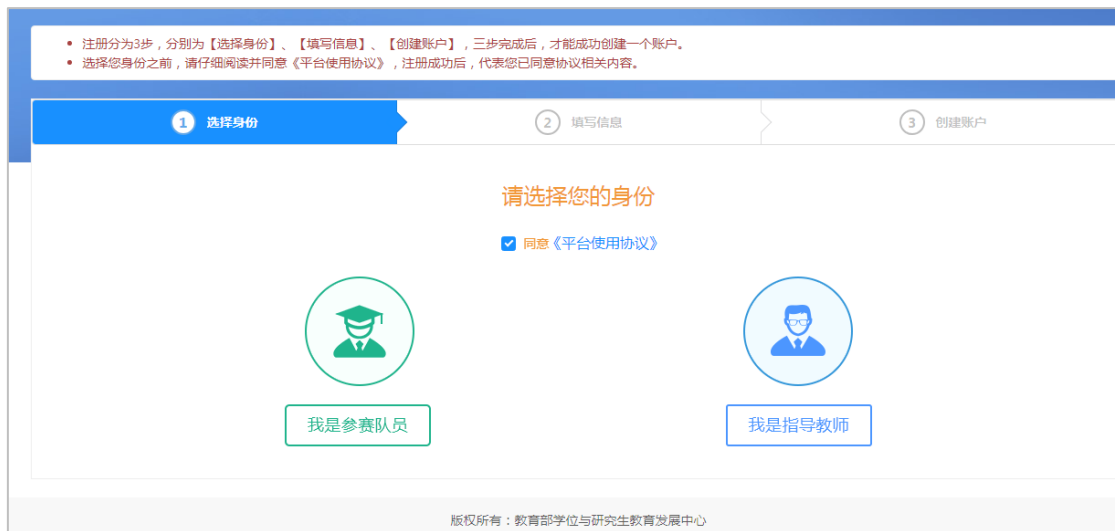 注册分为3步，分别为【选择身份】、【填写信息】、【创建账户】，三步完成后，才能成功创建一个账户。
选择您身份之前，请仔细阅读并同意《平台使用协议》，注册成功后，代表您已同意协议相关内容。
1 选择身份
2 填写信息
3 创建账户
请选择您的身份
同意《平台使用协议》
我是参赛队员
我是指导教师
版权所有：教育部学位与研究生教育发展中心